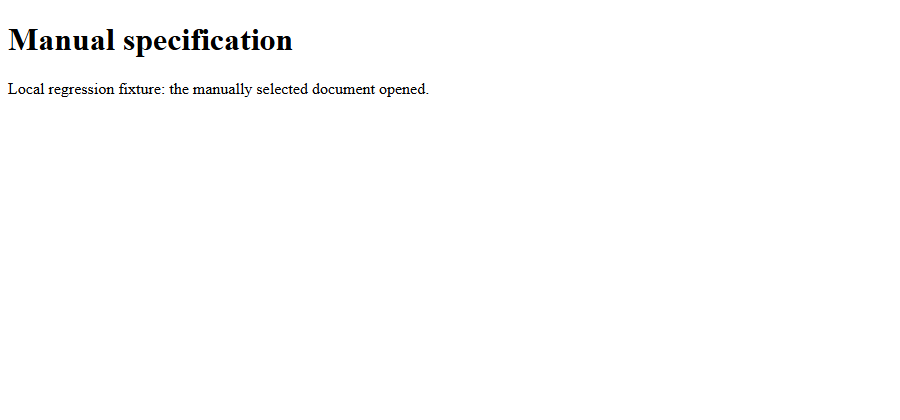 Manual specification
Local regression fixture: the manually selected document opened.